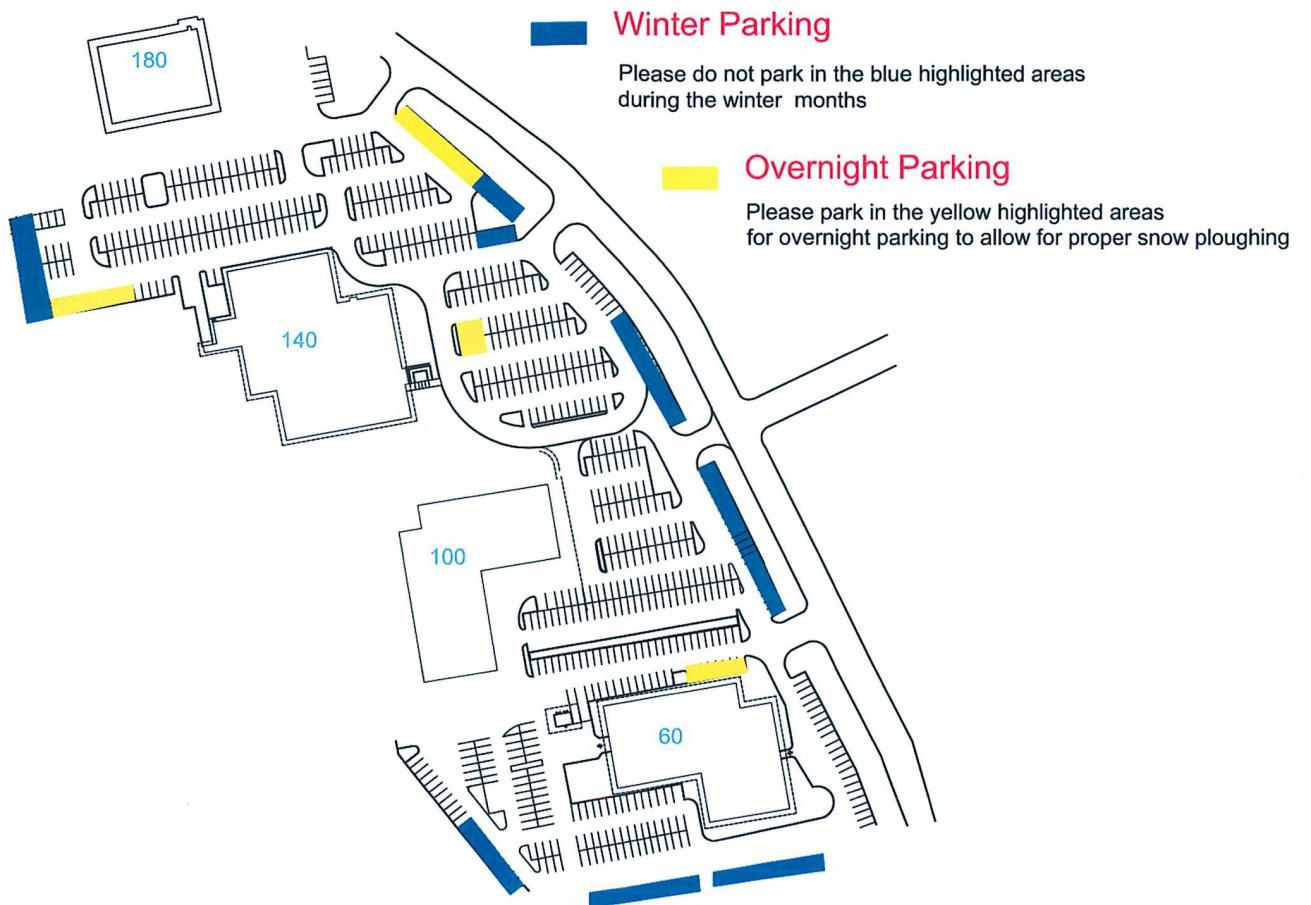 Winter Parking
Please do not park in the blue highlighted areas
during the winter months
Overnight Parking
Please park in the yellow highlighted areas
for overnight parking to allow for proper snow ploughing
180
140
100
60